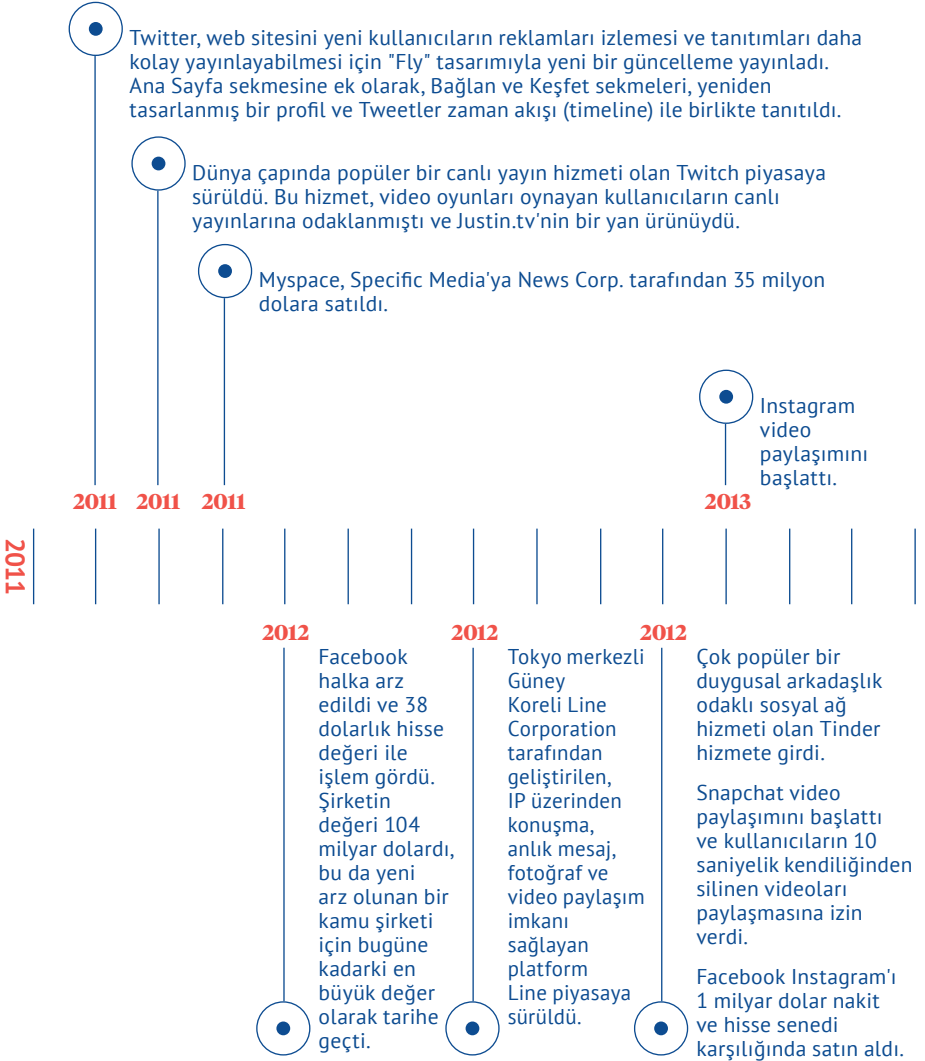 Twitter, web sitesini yeni kullanıcıların reklamları izlemesi ve tanıtımları daha
kolay yayınlayabilmesi için "Fly" tasarımıyla yeni bir güncelleme yayınladı.
Ana Sayfa sekmesine ek olarak, Bağlan ve Keşfet sekmeleri, yeniden
tasarlanmış bir profil ve Tweetler zaman akışı (timeline) ile birlikte tanıtıldı.
Dünya çapında popüler bir canlı yayın hizmeti olan Twitch piyasaya
sürüldü. Bu hizmet, video oyunları oynayan kullanıcıların canlı
yayınlarına odaklanmıştı ve Justin.tv'nin bir yan ürünüydü.
Myspace, Specific Media'ya News Corp. tarafından 35 milyon
dolara satıldı.
Instagram
video
paylaşımını
başlattı.
2011 2011 2011 2013
2011
2012 2012 2012
Facebook
halka arz
edildi ve 38
dolarlık hisse
değeri ile
işlem gördü.
Şirketin
değeri 104
milyar dolardı,
bu da yeni
arz olunan bir
kamu şirketi
için bugüne
kadarki en
büyük değer
olarak tarihe
geçti.
Tokyo merkezli
Güney
Koreli Line
Corporation
tarafından
geliştirilen,
IP üzerinden
konuşma,
anlık mesaj,
fotoğraf ve
video paylaşım
imkanı
sağlayan
platform
Line piyasaya
sürüldü.
Çok popüler bir
duygusal arkadaşlık
odaklı sosyal ağ
hizmeti olan Tinder
hizmete girdi.
Snapchat video
paylaşımını başlattı
ve kullanıcıların 10
saniyelik kendiliğinden
silinen videoları
paylaşmasına izin
verdi.
Facebook Instagram'ı
1 milyar dolar nakit
ve hisse senedi
karşılığında satın aldı.